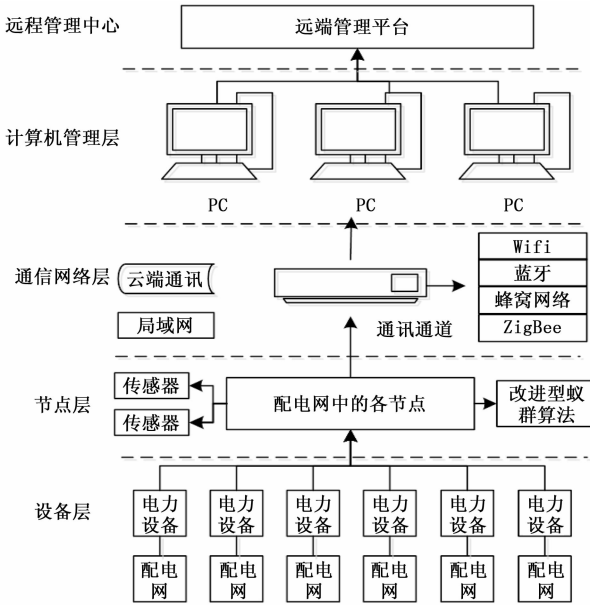 远程管理中心
远端管理平台
计算机管理层
PC
PC
PC
通信网络层
云端通讯
局域网
Wifi
蓝牙
蜂窝网络
ZigBee
通讯通道
节点层
传感器
传感器
配电网中的各节点
改进型蚁
群算法
设备层
电力
设备
电力
设备
电力
设备
电力
设备
电力
设备
电力
设备
配电
网
配电
网
配电
网
配电
网
配电
网
配电
网